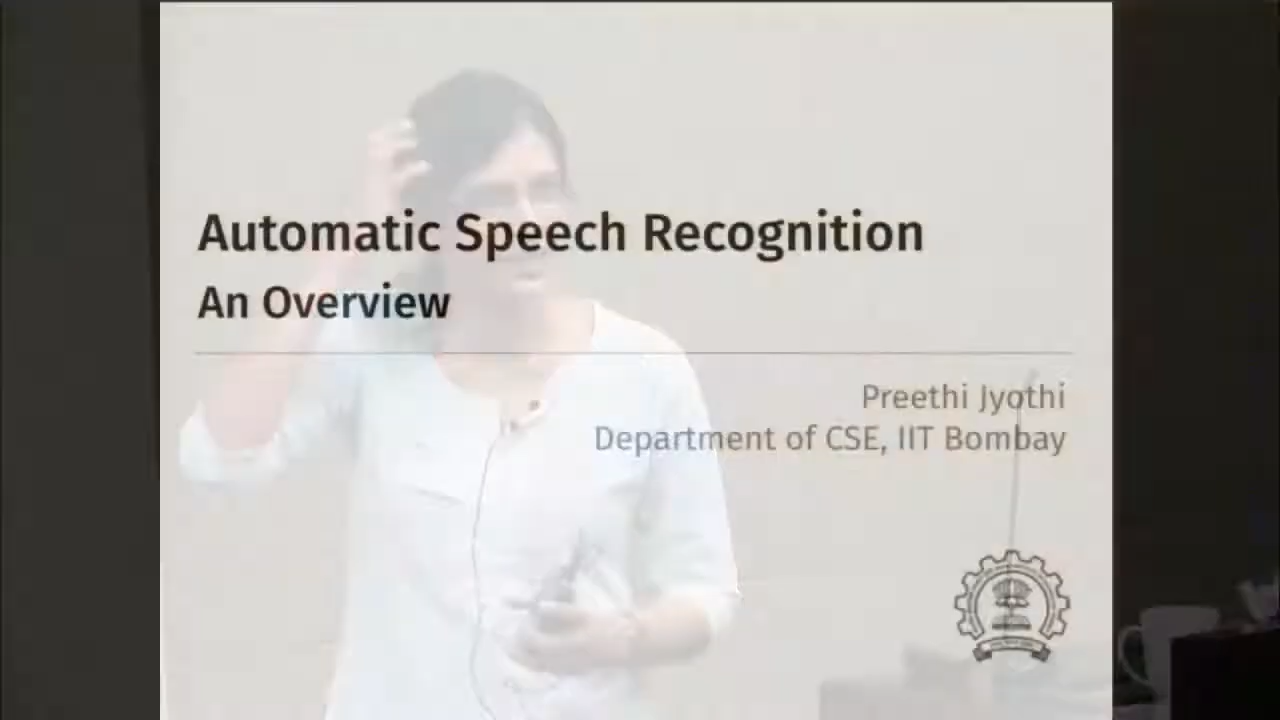 Automatic Speech Recognition
An Overview
Preethi Jyothi
Department of CSE, IIT Bombay